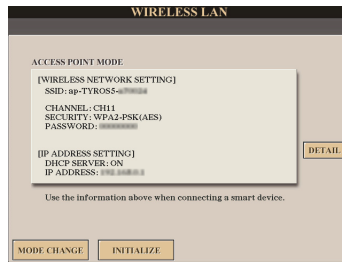 WIRELESS LAN
ACCESS POINT MODE
[WIRELESS NETWORK SETTING]
SSID: ap-TYROS5-
CHANNEL: CH11
SECURITY: WPA2-PSK(AES)
PASSWORD:
[IP ADDRESS SETTING]
DHCP SERVER: ON
IP ADDRESS:
DETAIL
Use the information above when connecting a smart device.
MODE CHANGE
INITIALIZE